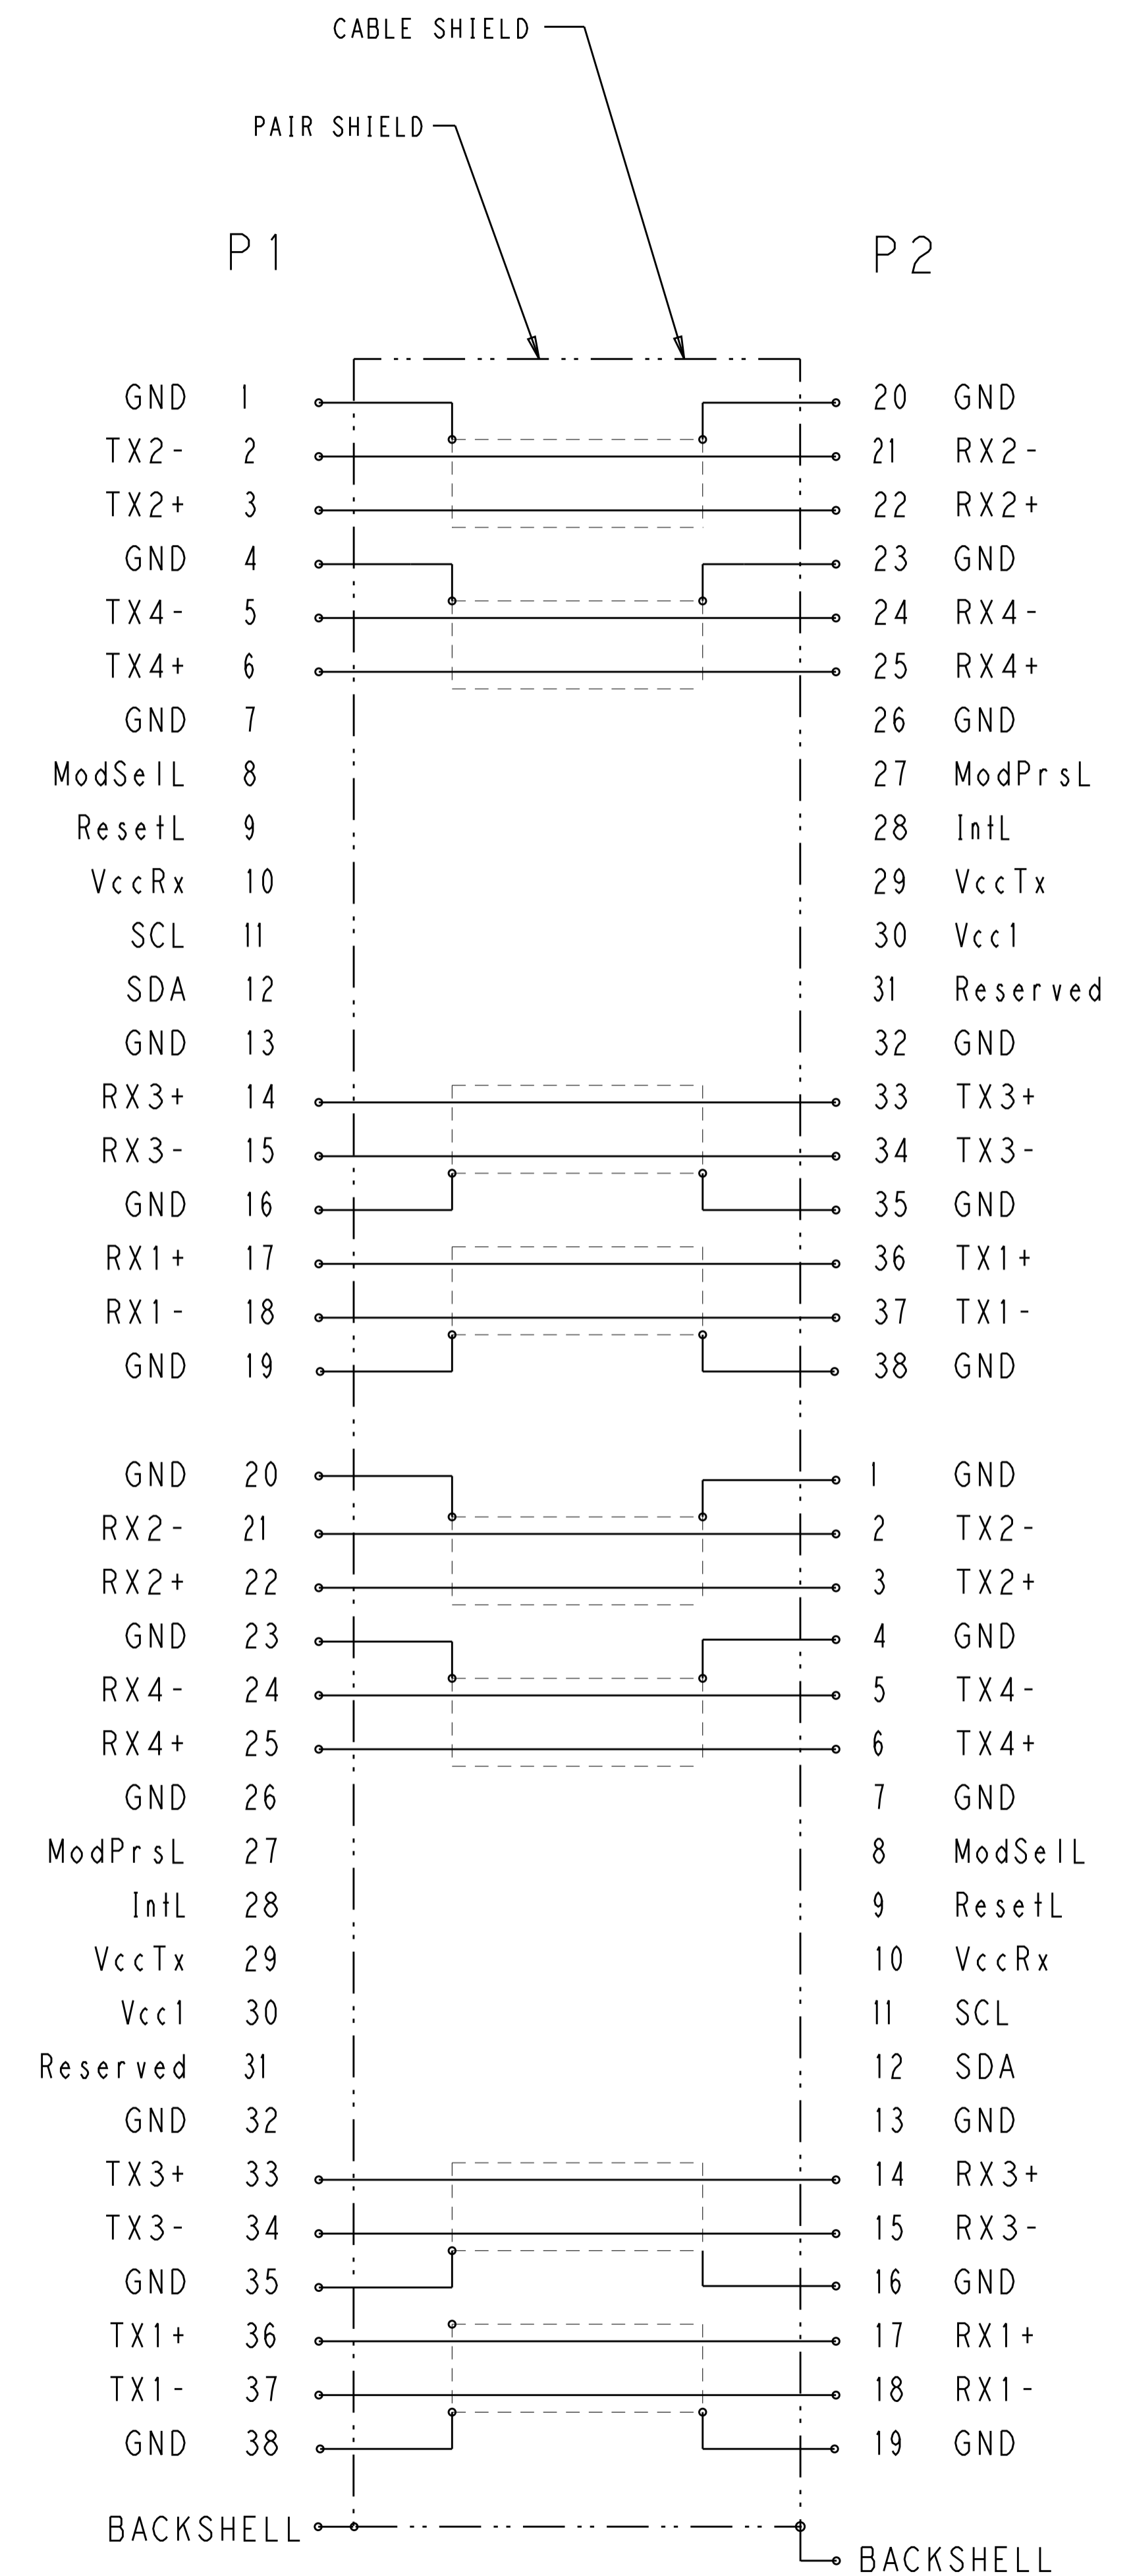 CABLE SHIELD
PAIR SHIELD
P1 P2
GND 1 20 GND
TX2- 2 21 RX2-
TX2+ 3 22 RX2+
GND 4 23 GND
TX4- 5 24 RX4-
TX4+ 6 25 RX4+
GND 7 26 GND
ModSelL 8 27 ModPrsL
ResetL 9 28 IntL
VccRx 10 29 VccTx
SCL 11 30 Vcc1
SDA 12 31 Reserved
GND 13 32 GND
RX3+ 14 33 TX3+
RX3- 15 34 TX3-
GND 16 35 GND
RX1+ 17 36 TX1+
RX1- 18 37 TX1-
GND 19 38 GND
GND 20 1 GND
RX2- 21 2 TX2-
RX2+ 22 3 TX2+
GND 23 4 GND
RX4- 24 5 TX4-
RX4+ 25 6 TX4+
GND 26 7 GND
ModPrsL 27 8 ModSelL
IntL 28 9 ResetL
VccTx 29 10 VccRx
Vcc1 30 11 SCL
Reserved 31 12 SDA
GND 32 13 GND
TX3+ 33 14 RX3+
TX3- 34 15 RX3-
GND 35 16 GND
TX1+ 36 17 RX1+
TX1- 37 18 RX1-
GND 38 19 GND
BACKSHELL
BACKSHELL